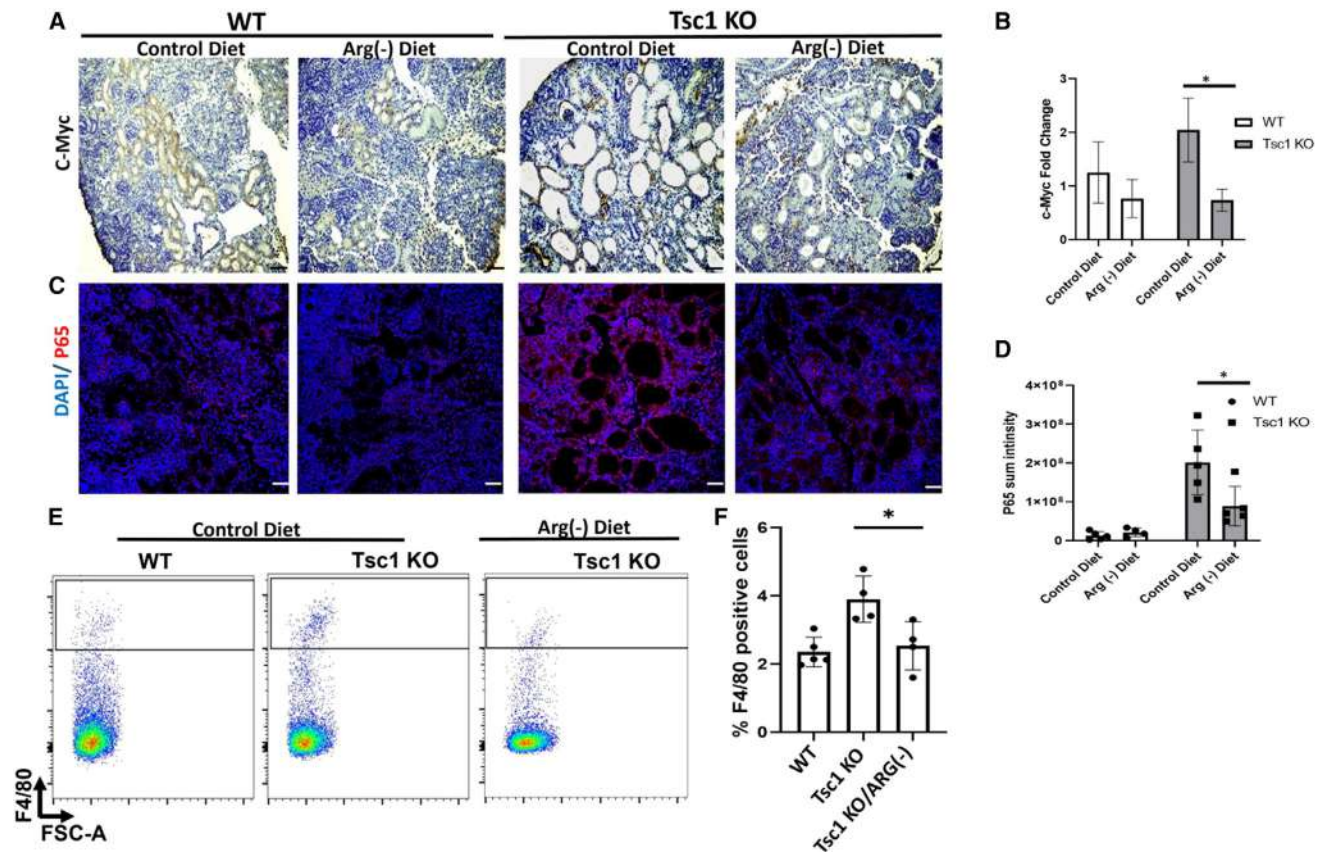 A
WT
Tsc1 KO
Control Diet
Arg(-) Diet
Control Diet
Arg(-) Diet
C-Myc
B
c-Myc Fold Change
3
2
1
0
*
WT
Tsc1 KO
Control Diet
Arg (-) Diet
Control Diet
Arg (-) Diet
C
DAPI/ P65
D
P65 sum intinsity
4×10⁸
3×10⁸
2×10⁸
1×10⁸
0
*
WT
Tsc1 KO
Control Diet
Arg (-) Diet
Control Diet
Arg (-) Diet
E
Control Diet
Arg(-) Diet
WT
Tsc1 KO
Tsc1 KO
F4/80
FSC-A
F
% F4/80 positive cells
6
4
2
0
*
WT
Tsc1 KO
Tsc1 KO/ARG(-)